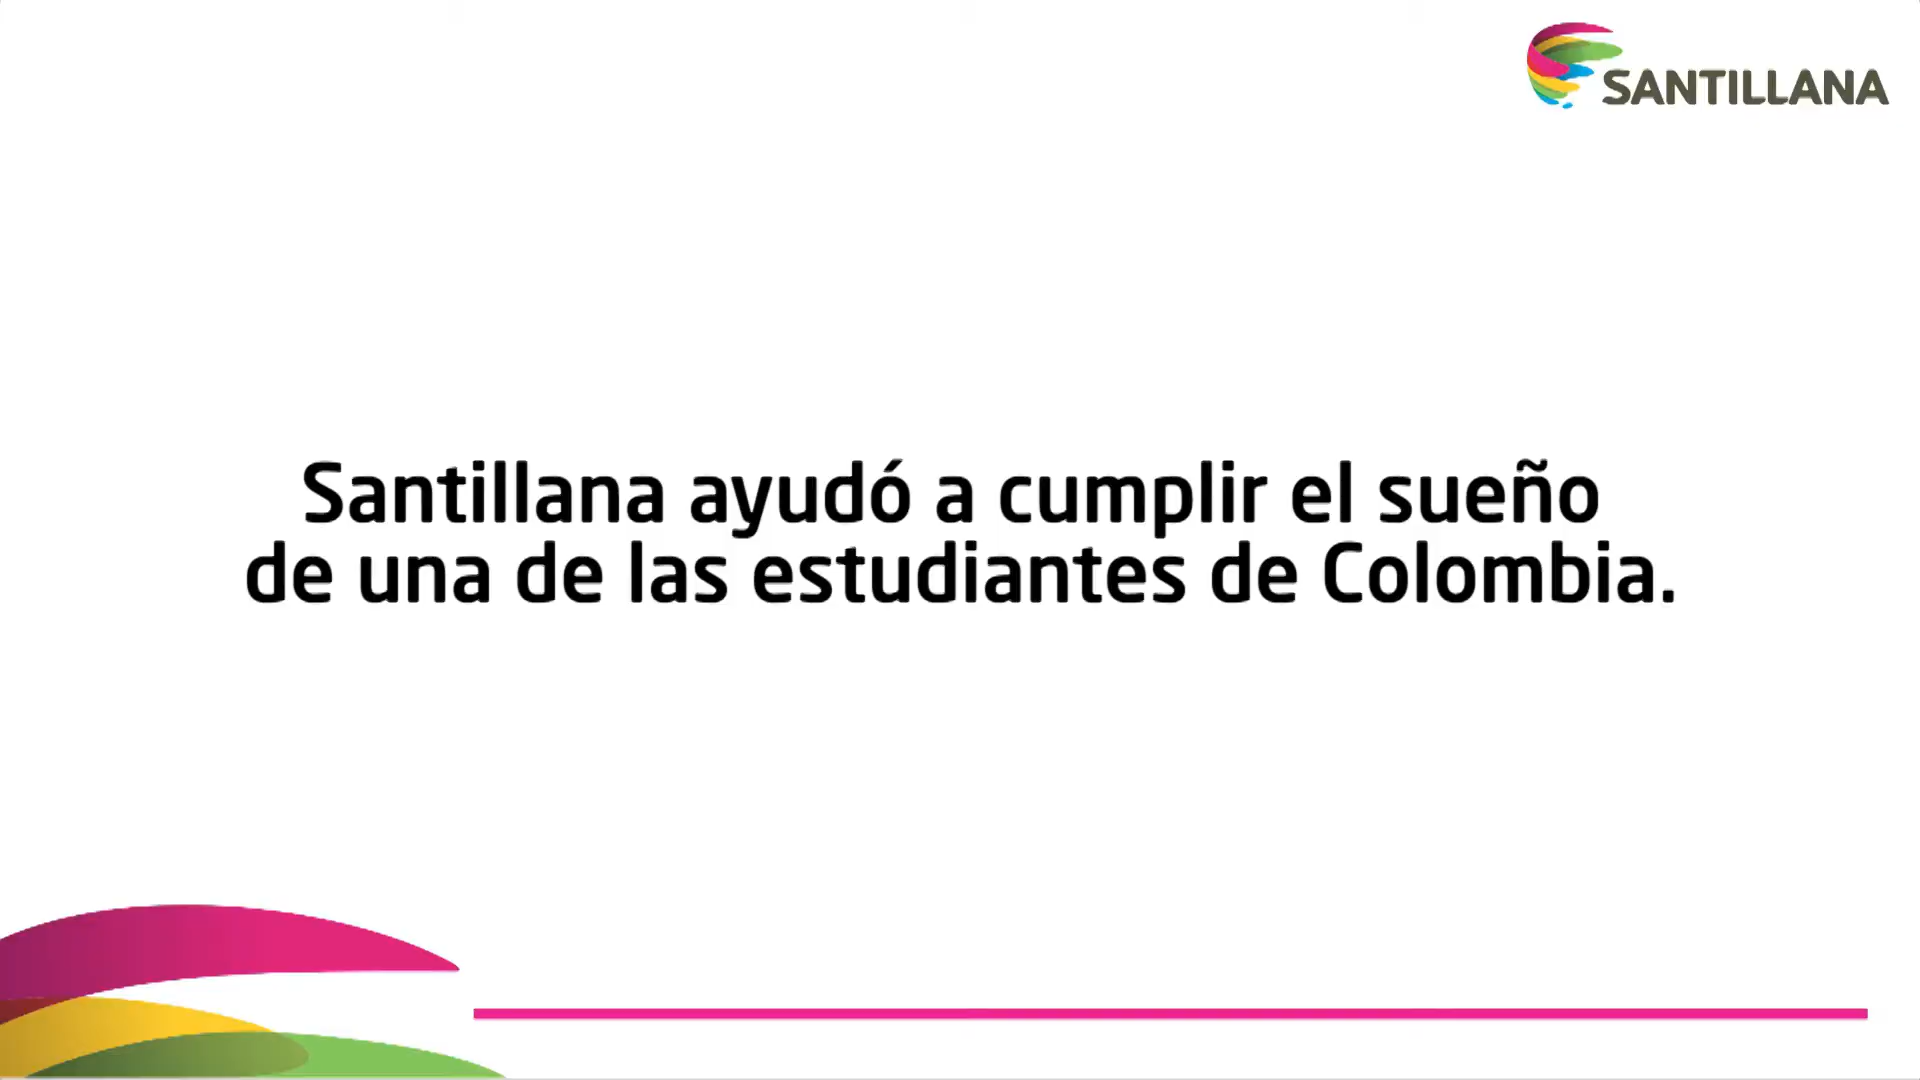 SANTILLANA
Santillana ayudó a cumplir el sueño
de una de las estudiantes de Colombia.